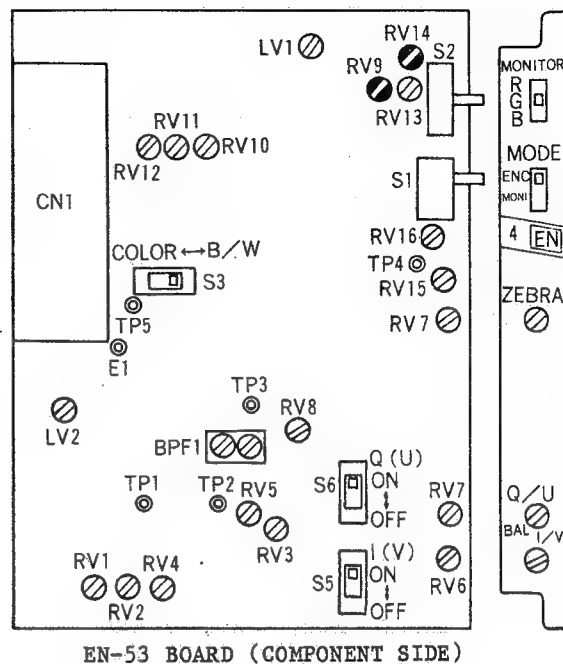 RV14
LV1
S2
RV9
MONITOR
R
G
B
RV13
RV11
RV10
RV12
MODE
S1
ENC
MONI
CN1
4 EN
RV16
COLOR ↔ B/W
TP4
S3
RV15
ZEBRA
TP5
RV7
E1
TP3
RV8
LV2
BPF1
Q (U)
ON
S6
OFF
TP1
TP2
RV5
RV7
Q/U
RV3
BAL
I/V
I (V)
ON
S5
OFF
RV1
RV4
RV2
RV6
EN-53 BOARD (COMPONENT SIDE)